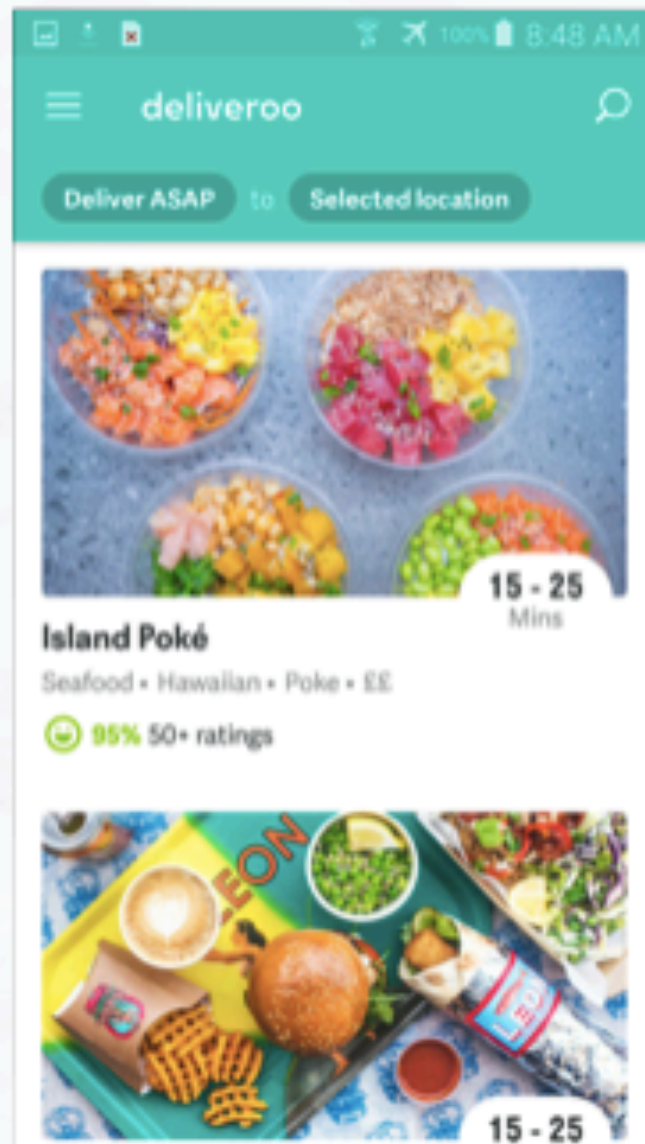 100% 8:48 AM
deliveroo
Deliver ASAP to Selected location
15 - 25
Mins
Island Poké
Seafood • Hawaiian • Poke • ££
95% 50+ ratings
LEON
15 - 25